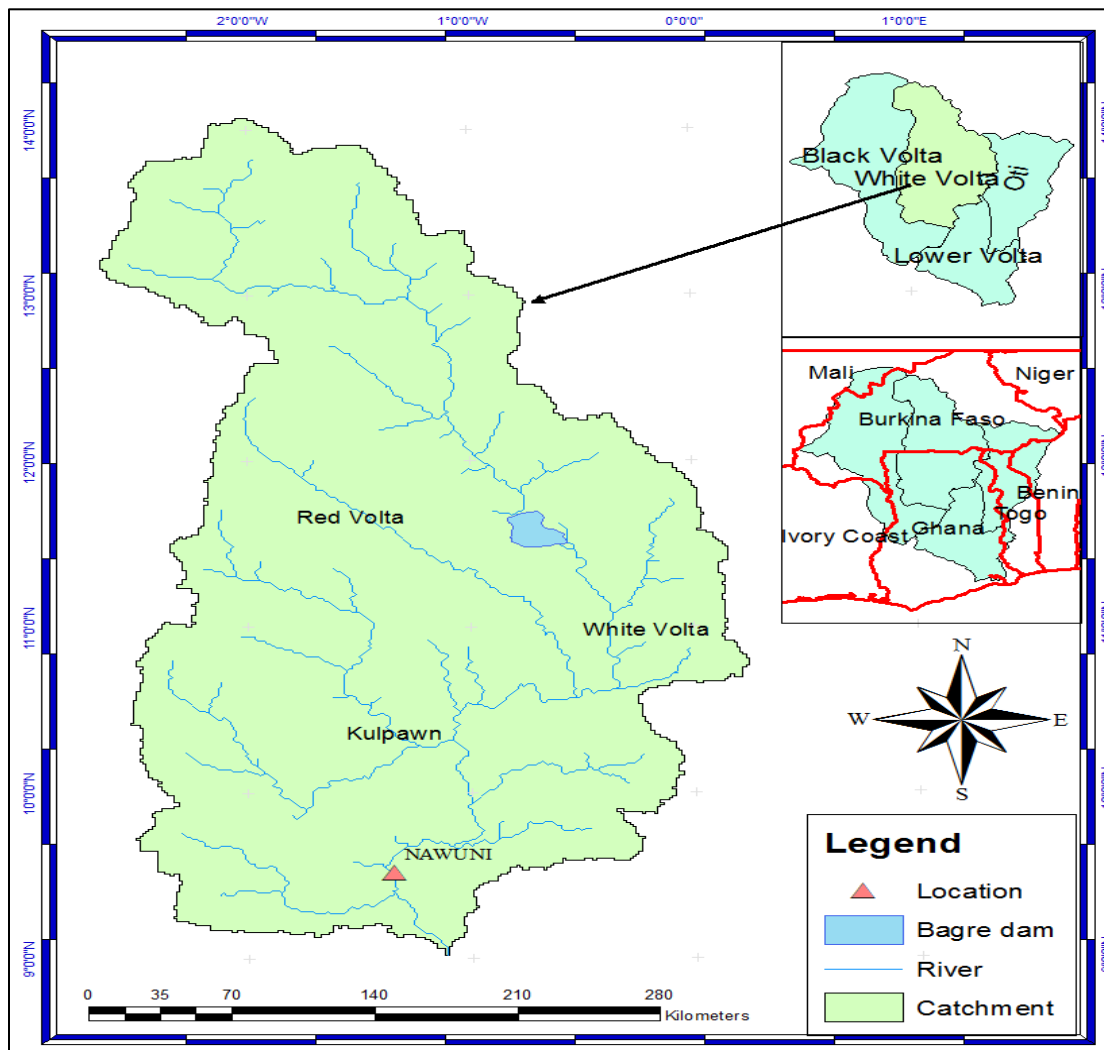 2°0'0"W 1°0'0"W 0°0'0" 1°0'0"E
14°0'0"N
13°0'0"N
12°0'0"N
11°0'0"N
10°0'0"N
9°0'0"N
Red Volta
White Volta
Kulpawn
NAWUNI
0 35 70 140 210 280
Kilometers
Black Volta
White Volta
Oti
Lower Volta
Mali
Niger
Burkina Faso
Benin
Togo
Ghana
Ivory Coast
N
W E
S
Legend
Location
Bagre dam
River
Catchment